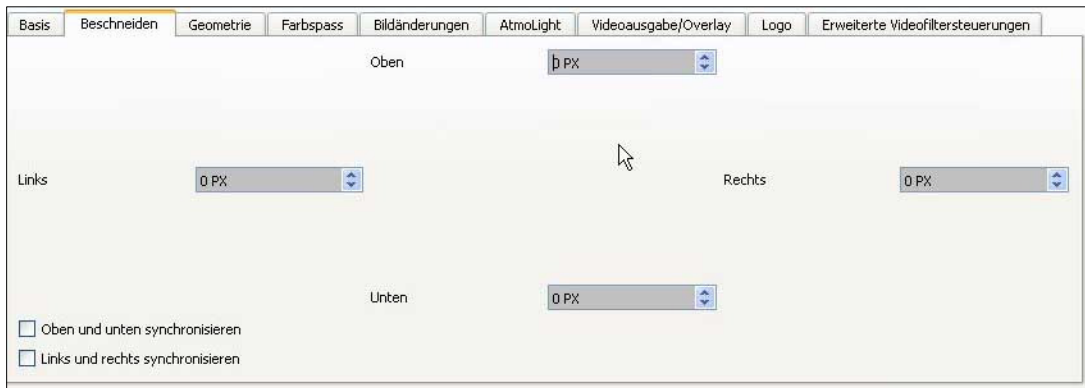 Basis Beschneiden Geometrie Farbspass Bildänderungen AtmoLight Videoausgabe/Overlay Logo Erweiterte Videofiltersteuerungen
Oben 0 PX
Links 0 PX Rechts 0 PX
Unten 0 PX
Oben und unten synchronisieren
Links und rechts synchronisieren